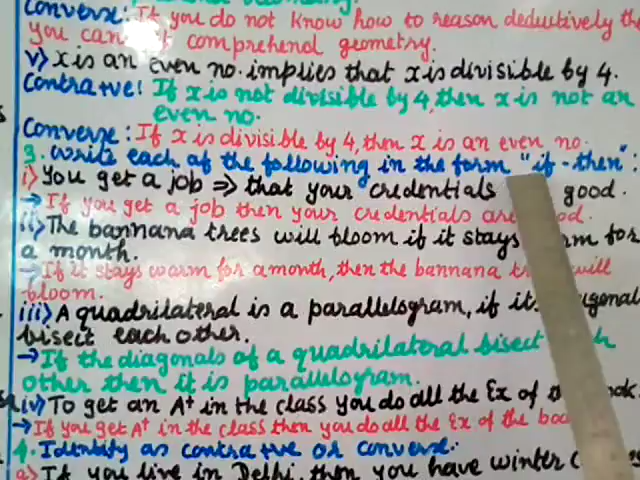 Converse: If you do not know how to reason deductively the
you can comprehend geometry.
v) x is an even no. implies that x is divisible by 4.
Contra+ve: If x is not divisible by 4, then x is not an
even no.
Converse: If x is divisible by 4, then x is an even no.
3. Write each of the following in the form "if-then":
i) You get a job ⇒ that your credentials good.
→ If you get a job then your credentials are
ii) The bannana trees will bloom if it stays for
a month.
→ If it stays warm for a month, then the bannana will
bloom.
iii) A quadrilateral is a parallelogram, if
bisect each other.
→ If the diagonals of a quadrilateral bisect
other then it is parallelogram.
iv) To get an A+ in the class you do all the Ex of
→ If you get A+ in the class then you do all the Ex of the
4. Identify as contra+ve or converse:
a) If you live in Delhi, then you have winter